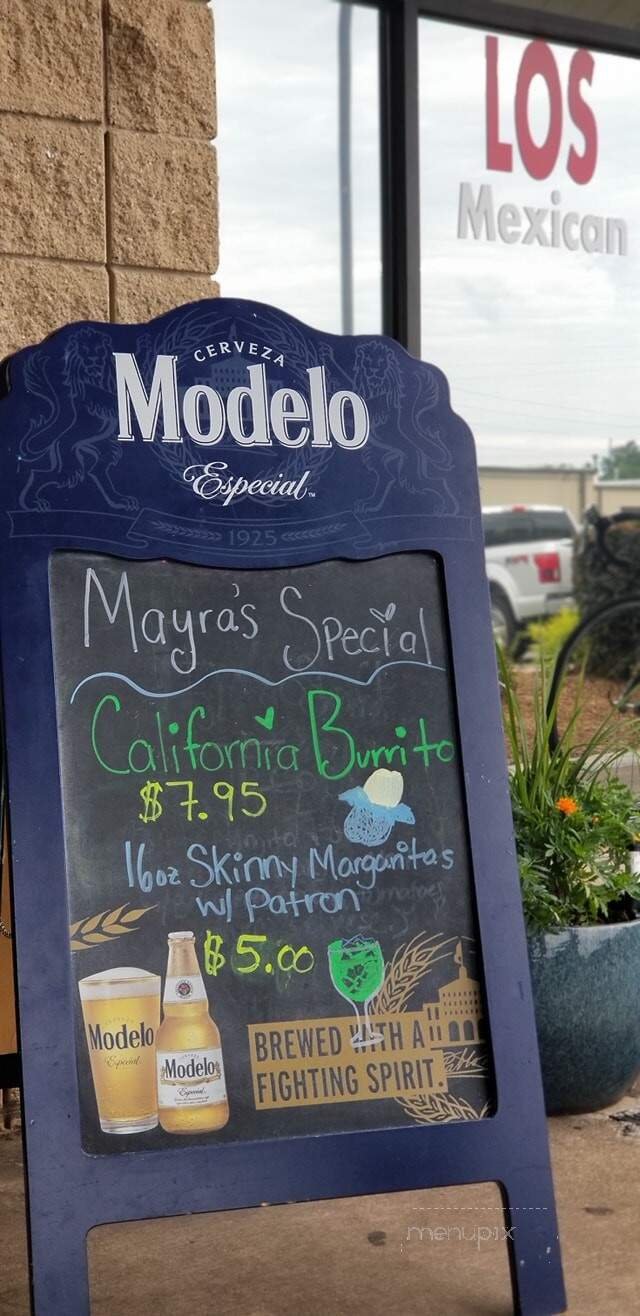 LOS
Mexican
CERVEZA
Modelo
Especial™
1925
Mayra's Special
California Burrito
$7.95
16oz Skinny Margaritas
w/ Patron
$5.00
Modelo
Especial
Modelo
Especial
BREWED WITH A
FIGHTING SPIRIT.
menupix